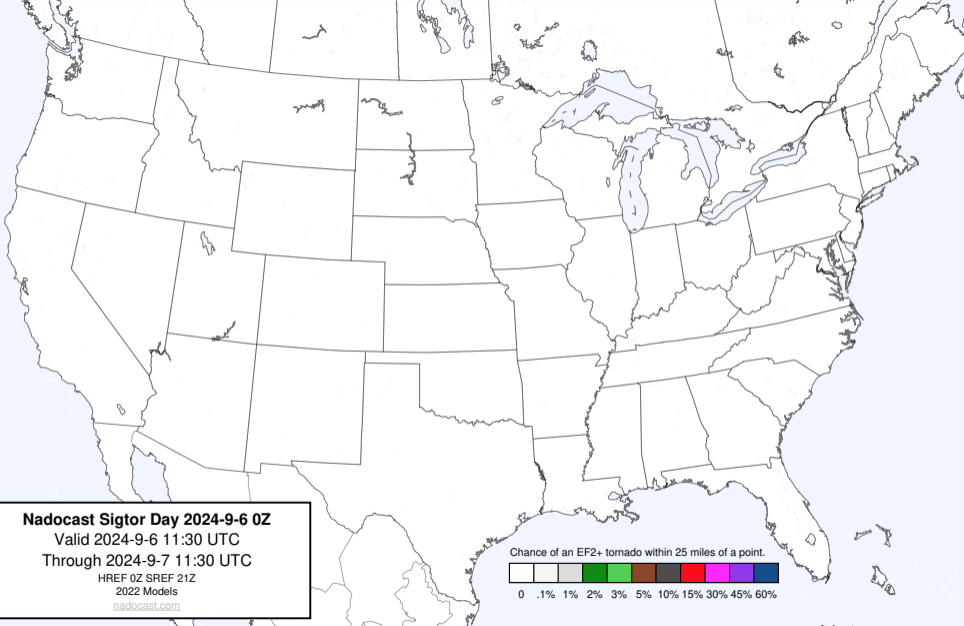 Nadocast Sigtor Day 2024-9-6 0Z
Valid 2024-9-6 11:30 UTC
Through 2024-9-7 11:30 UTC
HREF 0Z SREF 21Z
2022 Models
nadocast.com
Chance of an EF2+ tornado within 25 miles of a point.
0 .1% 1% 2% 3% 5% 10% 15% 30% 45% 60%